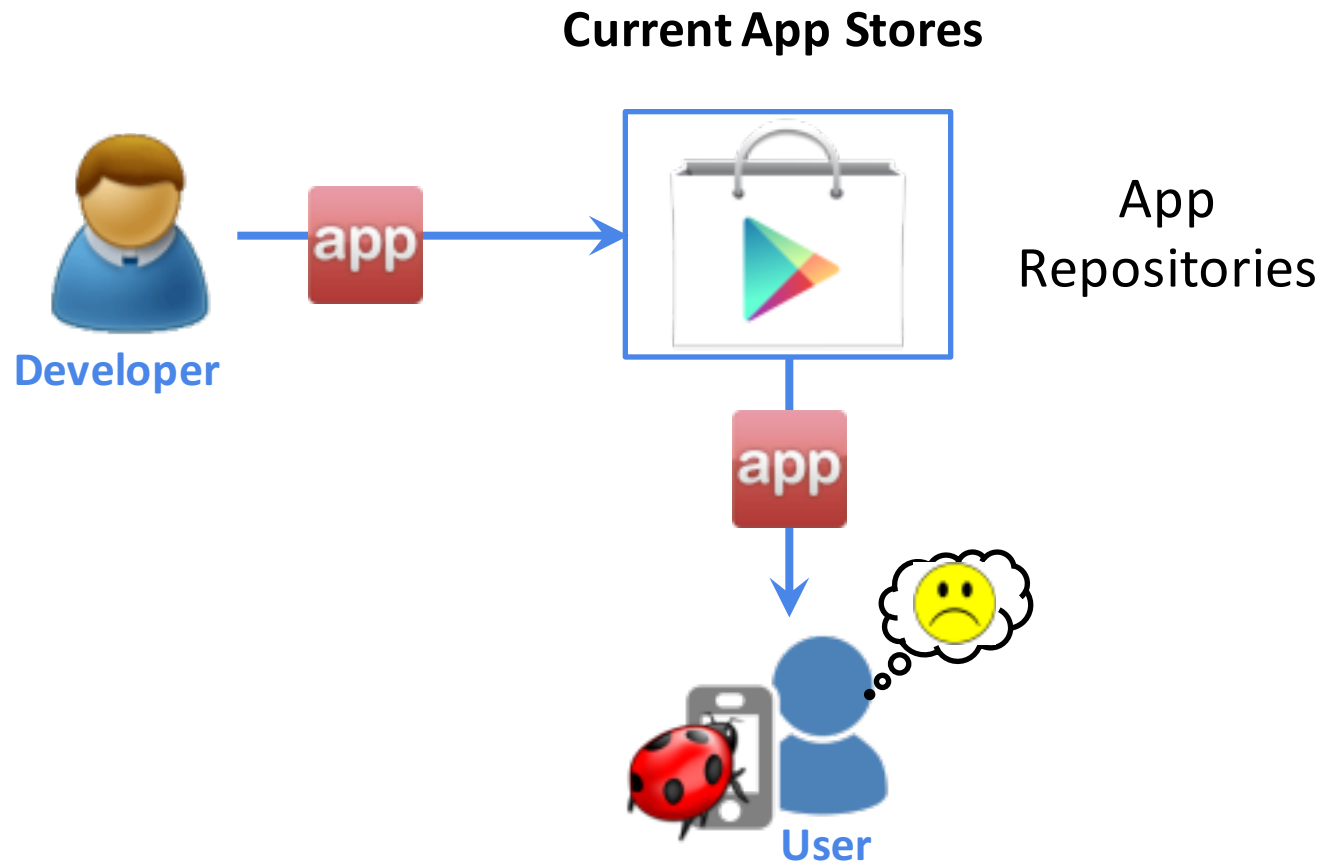 Current App Stores
app
App
Repositories
Developer
app
User